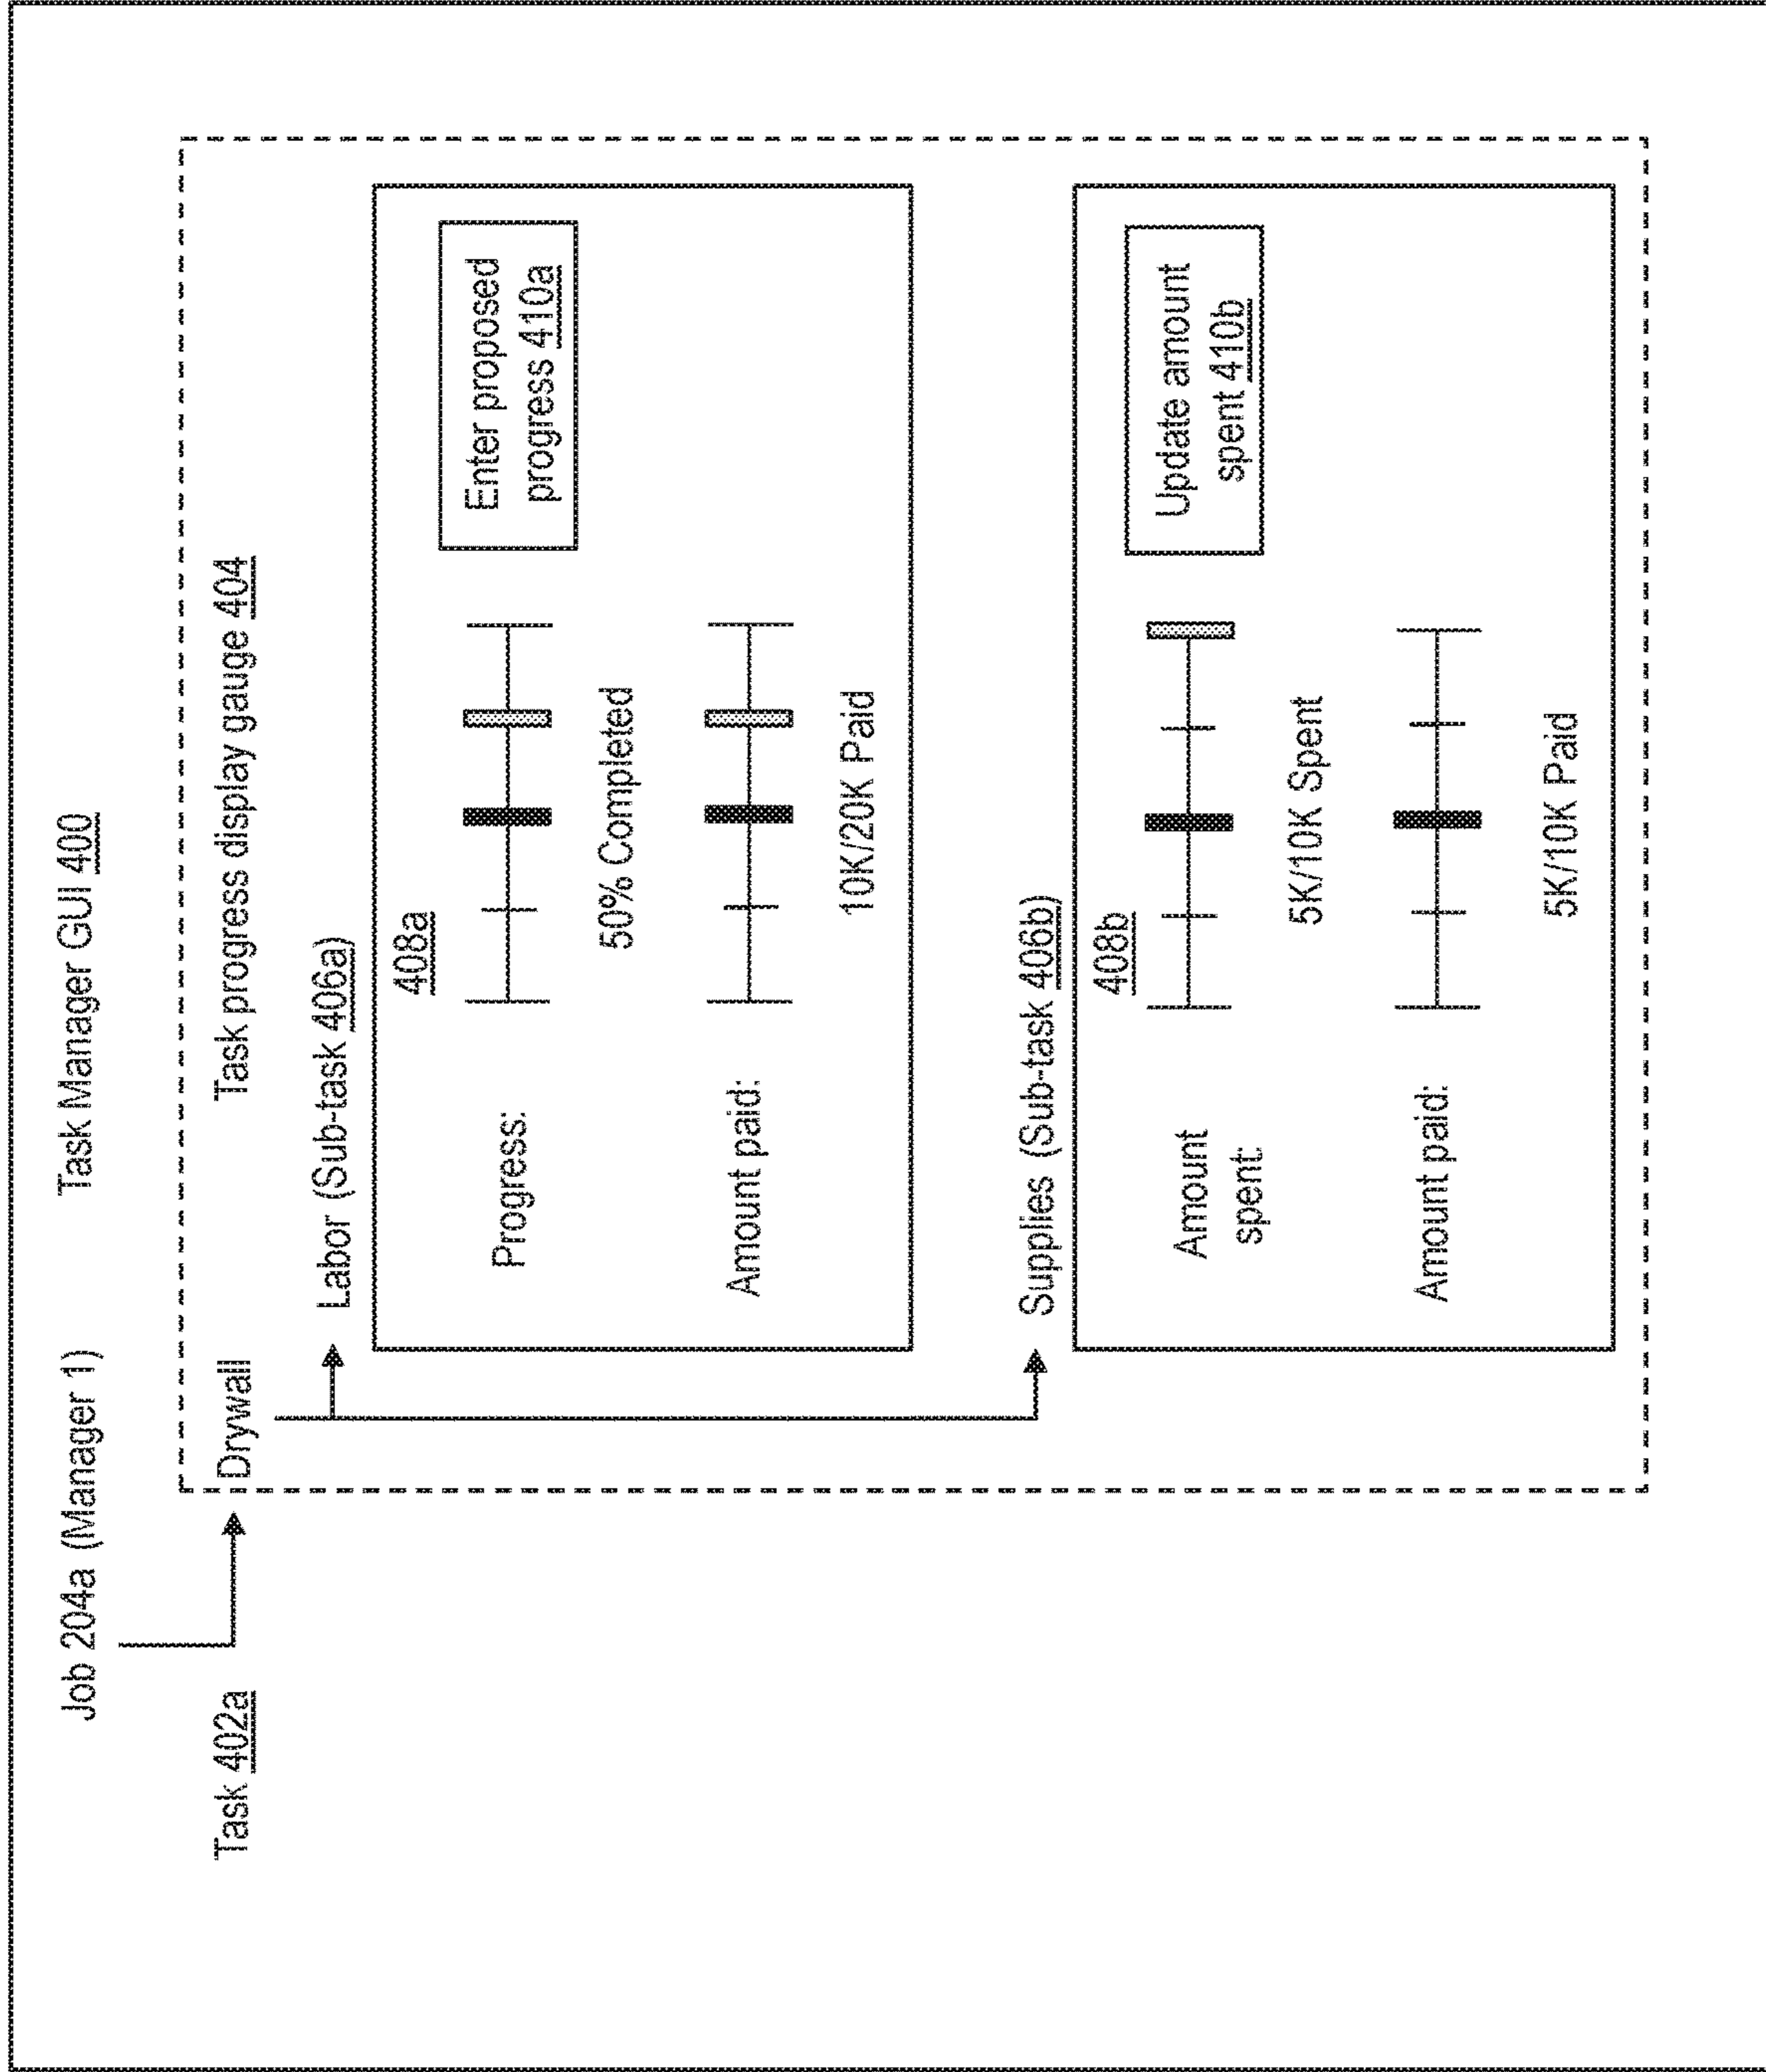 Job 204a (Manager 1)
Task Manager GUI 400
Task 402a
Drywall
Task progress display gauge 404
Labor (Sub-task 406a)
408a
Progress:
50% Completed
Enter proposed
progress 410a
Amount paid:
10K/20K Paid
Supplies (Sub-task 406b)
408b
Amount
spent:
5K/10K Spent
Update amount
spent 410b
Amount paid:
5K/10K Paid